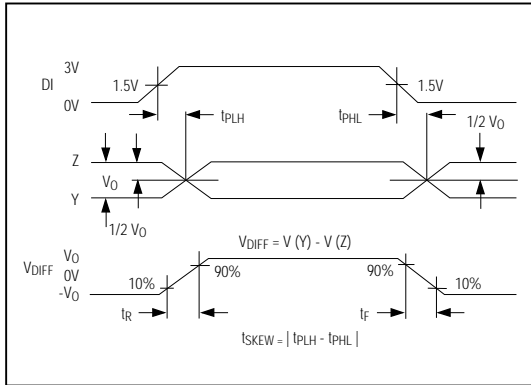 3V
DI
1.5V
1.5V
0V
tPLH
tPHL
1/2 VO
Z
VO
Y
1/2 VO
VDIFF = V (Y) - V (Z)
VO
VDIFF
0V
-VO
10%
90%
90%
10%
tR
tF
tSKEW = | tPLH - tPHL |